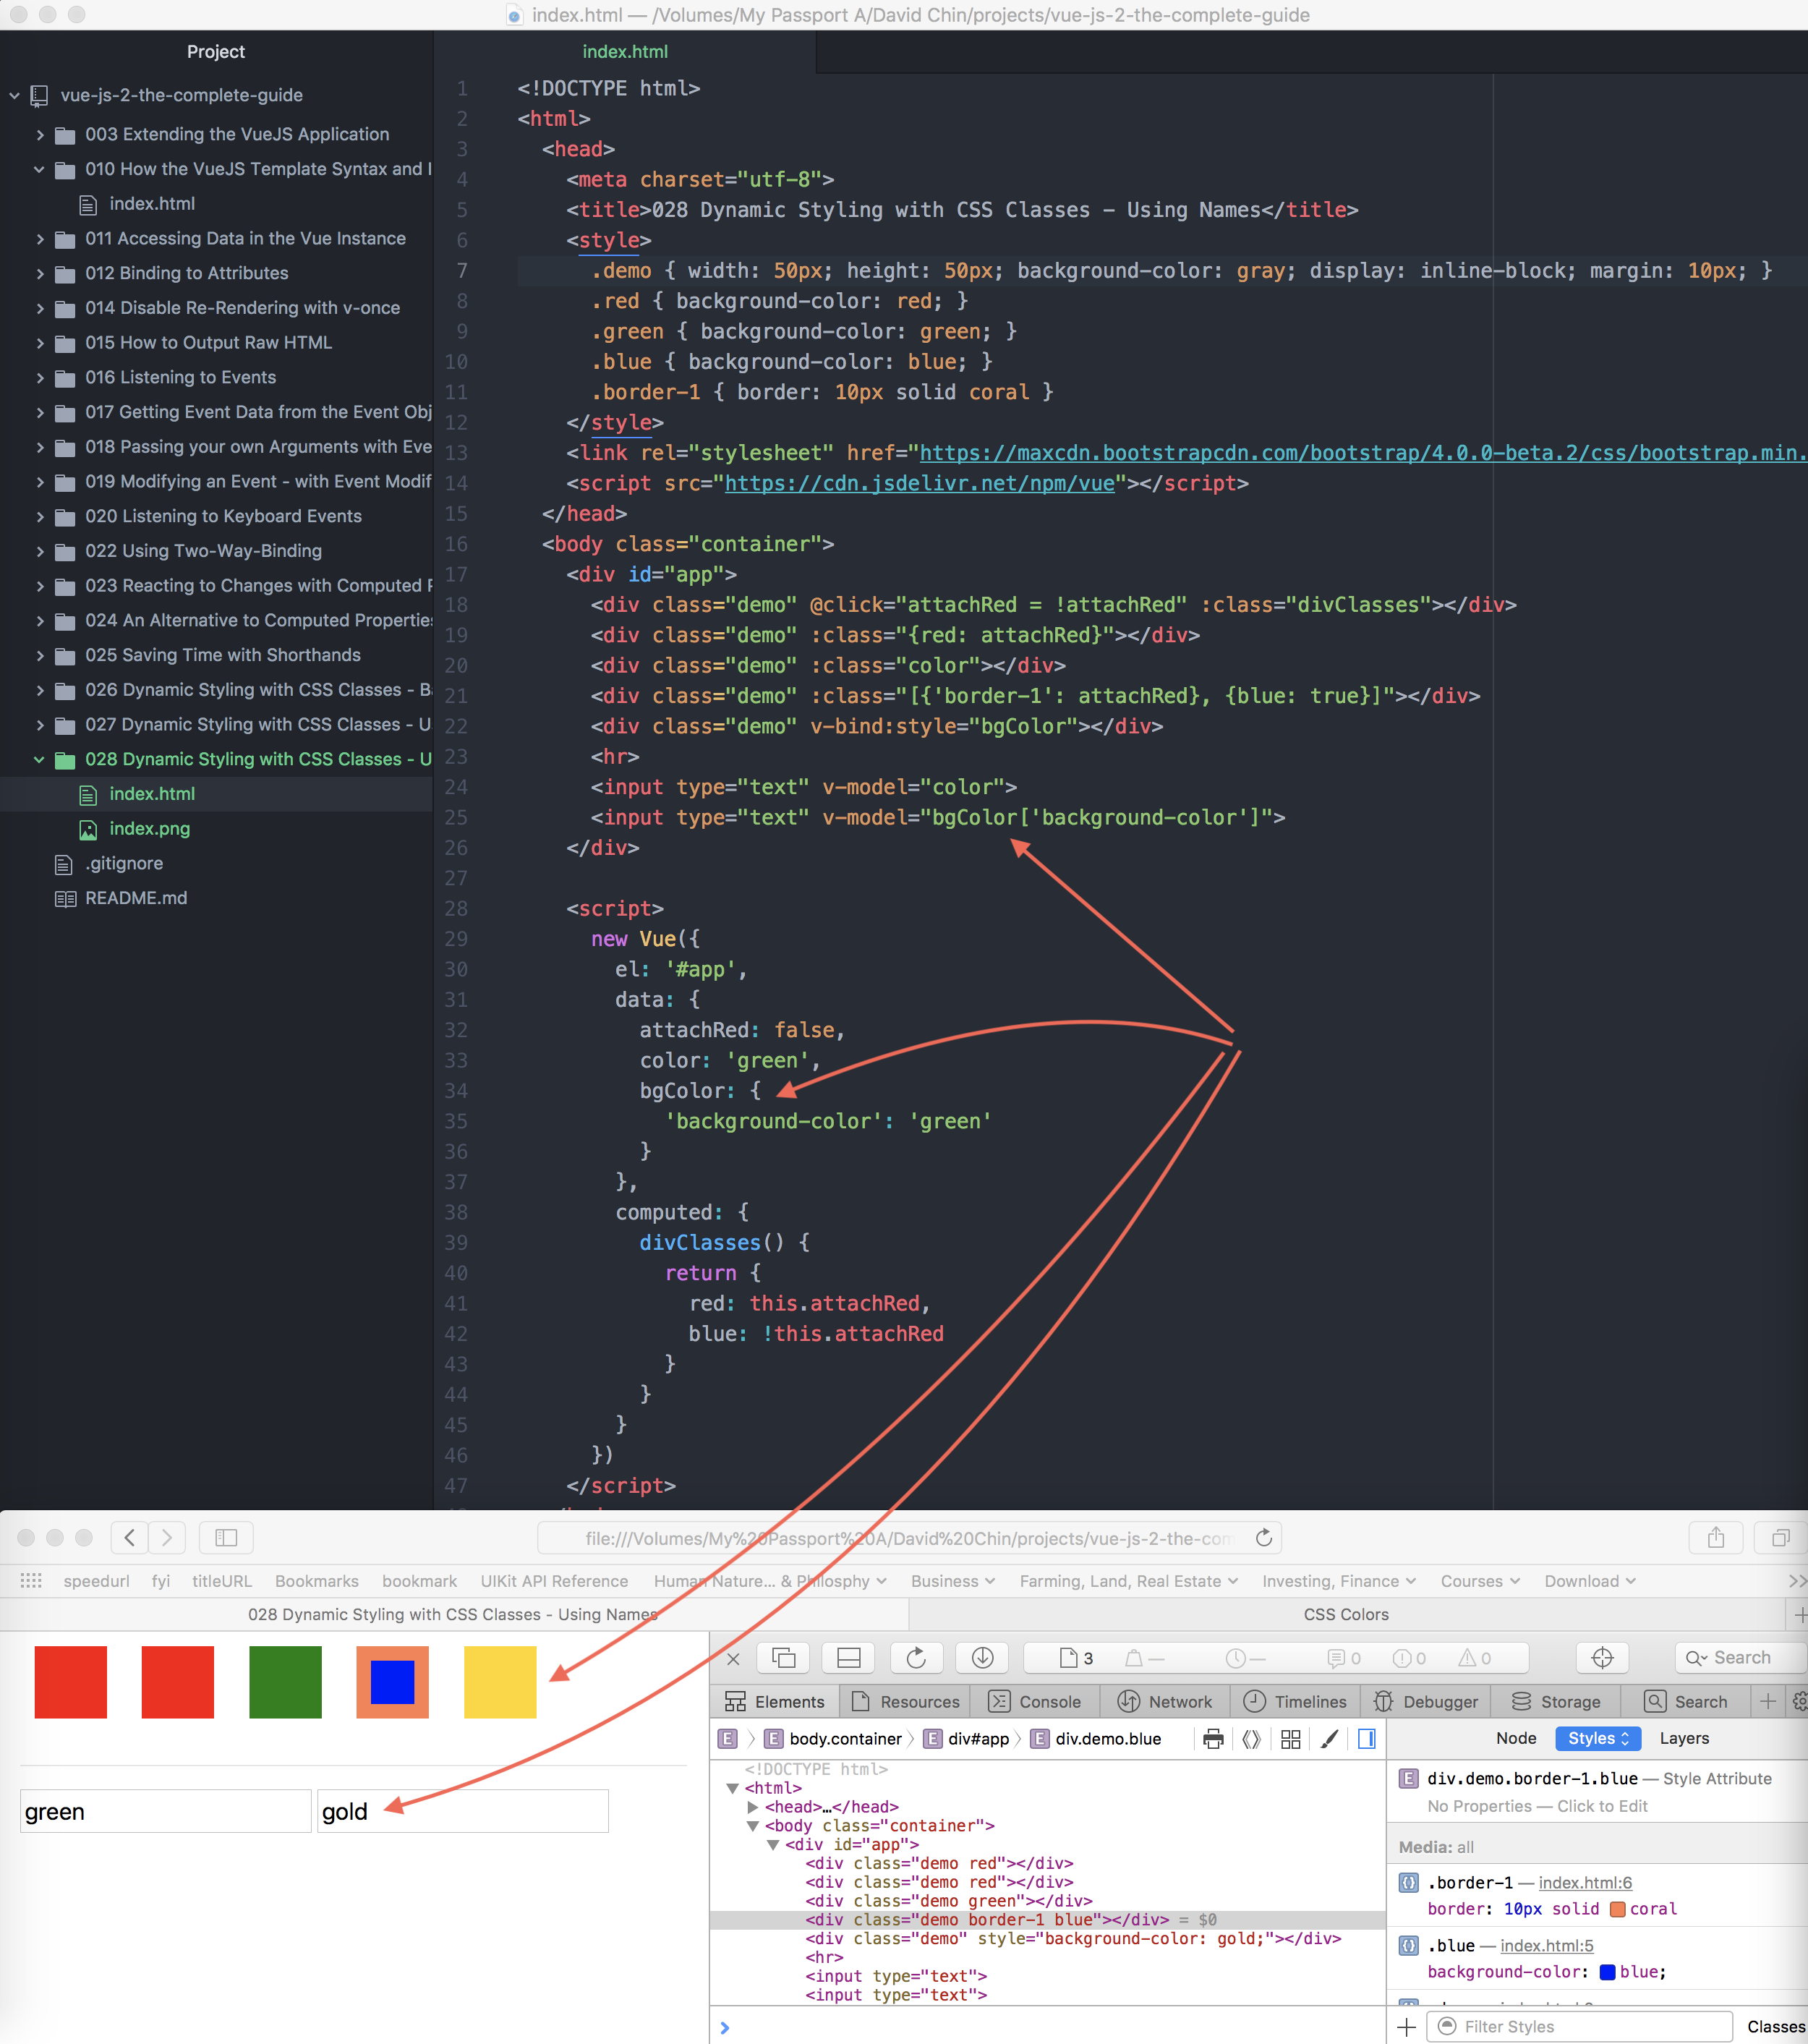 index.html — /Volumes/My Passport A/David Chin/projects/vue-js-2-the-complete-guide
Project
vue-js-2-the-complete-guide
003 Extending the VueJS Application
010 How the VueJS Template Syntax and I
index.html
011 Accessing Data in the Vue Instance
012 Binding to Attributes
014 Disable Re-Rendering with v-once
015 How to Output Raw HTML
016 Listening to Events
017 Getting Event Data from the Event Obj
018 Passing your own Arguments with Eve
019 Modifying an Event - with Event Modif
020 Listening to Keyboard Events
022 Using Two-Way-Binding
023 Reacting to Changes with Computed P
024 An Alternative to Computed Properties
025 Saving Time with Shorthands
026 Dynamic Styling with CSS Classes - Ba
027 Dynamic Styling with CSS Classes - U
028 Dynamic Styling with CSS Classes - U
index.html
index.png
.gitignore
README.md
index.html
1 <!DOCTYPE html>
2 <html>
3 <head>
4 <meta charset="utf-8">
5 <title>028 Dynamic Styling with CSS Classes - Using Names</title>
6 <style>
7 .demo { width: 50px; height: 50px; background-color: gray; display: inline-block; margin: 10px; }
8 .red { background-color: red; }
9 .green { background-color: green; }
10 .blue { background-color: blue; }
11 .border-1 { border: 10px solid coral }
12 </style>
13 <link rel="stylesheet" href="https://maxcdn.bootstrapcdn.com/bootstrap/4.0.0-beta.2/css/bootstrap.min.
14 <script src="https://cdn.jsdelivr.net/npm/vue"></script>
15 </head>
16 <body class="container">
17 <div id="app">
18 <div class="demo" @click="attachRed = !attachRed" :class="divClasses"></div>
19 <div class="demo" :class="{red: attachRed}"></div>
20 <div class="demo" :class="color"></div>
21 <div class="demo" :class="[{'border-1': attachRed}, {blue: true}]"></div>
22 <div class="demo" v-bind:style="bgColor"></div>
23 <hr>
24 <input type="text" v-model="color">
25 <input type="text" v-model="bgColor['background-color']">
26 </div>
27
28 <script>
29 new Vue({
30 el: '#app',
31 data: {
32 attachRed: false,
33 color: 'green',
34 bgColor: {
35 'background-color': 'green'
36 }
37 },
38 computed: {
39 divClasses() {
40 return {
41 red: this.attachRed,
42 blue: !this.attachRed
43 }
44 }
45 }
46 })
47 </script>
file:///Volumes/My%20Passport%20A/David%20Chin/projects/vue-js-2-the-com
speedurl fyi titleURL Bookmarks bookmark UIKit API Reference Human Nature... & Philosphy Business Farming, Land, Real Estate Investing, Finance Courses Download
028 Dynamic Styling with CSS Classes - Using Names
CSS Colors
green
gold
3 — — 0 0 0 Search
Elements Resources Console Network Timelines Debugger Storage Search
E E body.container E div#app E div.demo.blue
<!DOCTYPE html>
<html>
<head>…</head>
<body class="container">
<div id="app">
<div class="demo red"></div>
<div class="demo red"></div>
<div class="demo green"></div>
<div class="demo border-1 blue"></div> = $0
<div class="demo" style="background-color: gold;"></div>
<hr>
<input type="text">
<input type="text">
Node Styles Layers
E div.demo.border-1.blue — Style Attribute
No Properties — Click to Edit
Media: all
.border-1 — index.html:6
border: 10px solid coral
.blue — index.html:5
background-color: blue;
Filter Styles
Classes